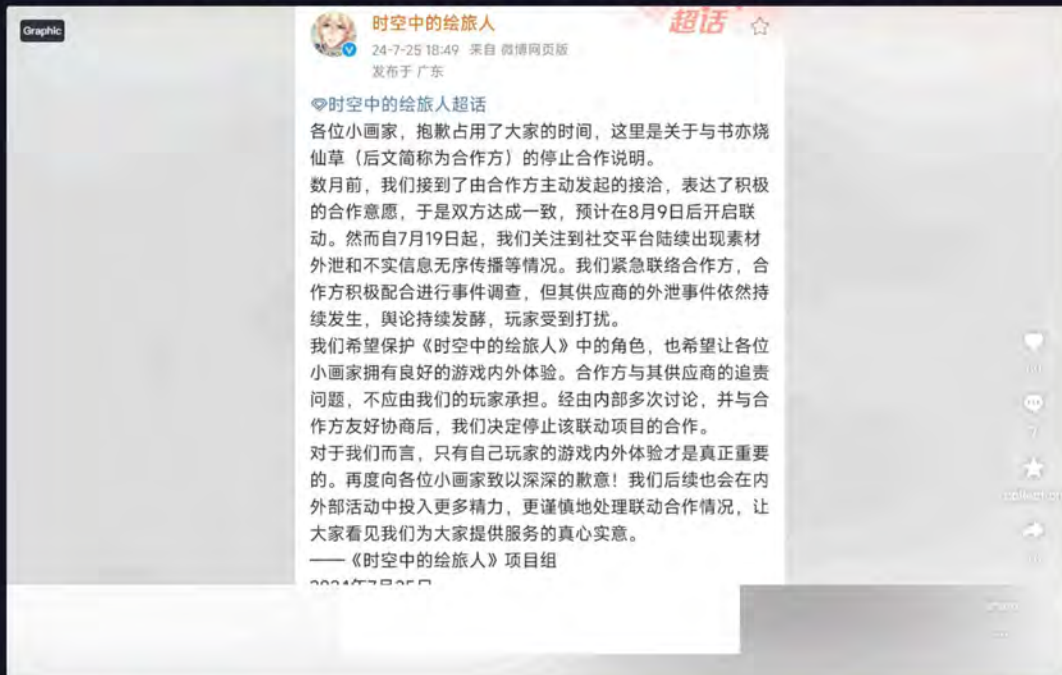 Graphic
时空中的绘旅人
超话
24-7-25 18:49 来自 微博网页版
发布于 广东
时空中的绘旅人超话
各位小画家，抱歉占用了大家的时间，这里是关于与书亦烧
仙草（后文简称为合作方）的停止合作说明。
数月前，我们接到了由合作方主动发起的接洽，表达了积极
的合作意愿，于是双方达成一致，预计在8月9日后开启联
动。然而自7月19日起，我们关注到社交平台陆续出现素材
外泄和不实信息无序传播等情况。我们紧急联络合作方，合
作方积极配合进行事件调查，但其供应商的外泄事件依然持
续发生，舆论持续发酵，玩家受到打扰。
我们希望保护《时空中的绘旅人》中的角色，也希望让各位
小画家拥有良好的游戏内外体验。合作方与其供应商的追责
问题，不应由我们的玩家承担。经由内部多次讨论，并与合
作方友好协商后，我们决定停止该联动项目的合作。
对于我们而言，只有自己玩家的游戏内外体验才是真正重要
的。再度向各位小画家致以深深的歉意！我们后续也会在内
外部活动中投入更多精力，更谨慎地处理联动合作情况，让
大家看见我们为大家提供服务的真心实意。
——《时空中的绘旅人》项目组
2024年7月25日